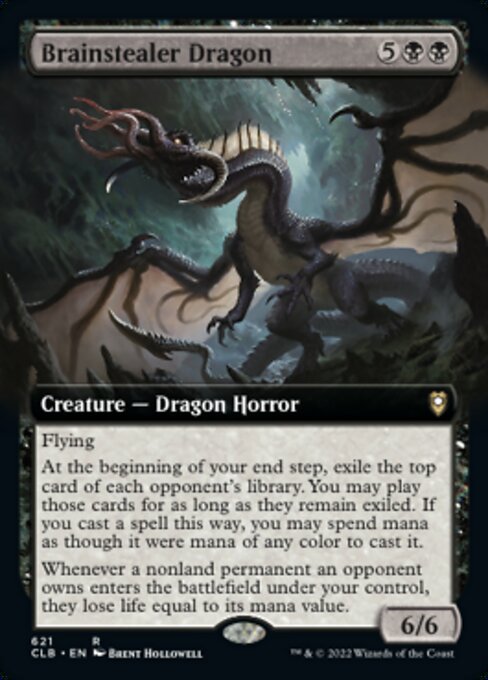 Brainstealer Dragon 5
Creature — Dragon Horror
Flying
At the beginning of your end step, exile the top
card of each opponent's library. You may play
those cards for as long as they remain exiled. If
you cast a spell this way, you may spend mana
as though it were mana of any color to cast it.
Whenever a nonland permanent an opponent
owns enters the battlefield under your control,
they lose life equal to its mana value.
6/6
621 R
CLB • EN Brent Hollowell
™ & © 2022 Wizards of the Coast